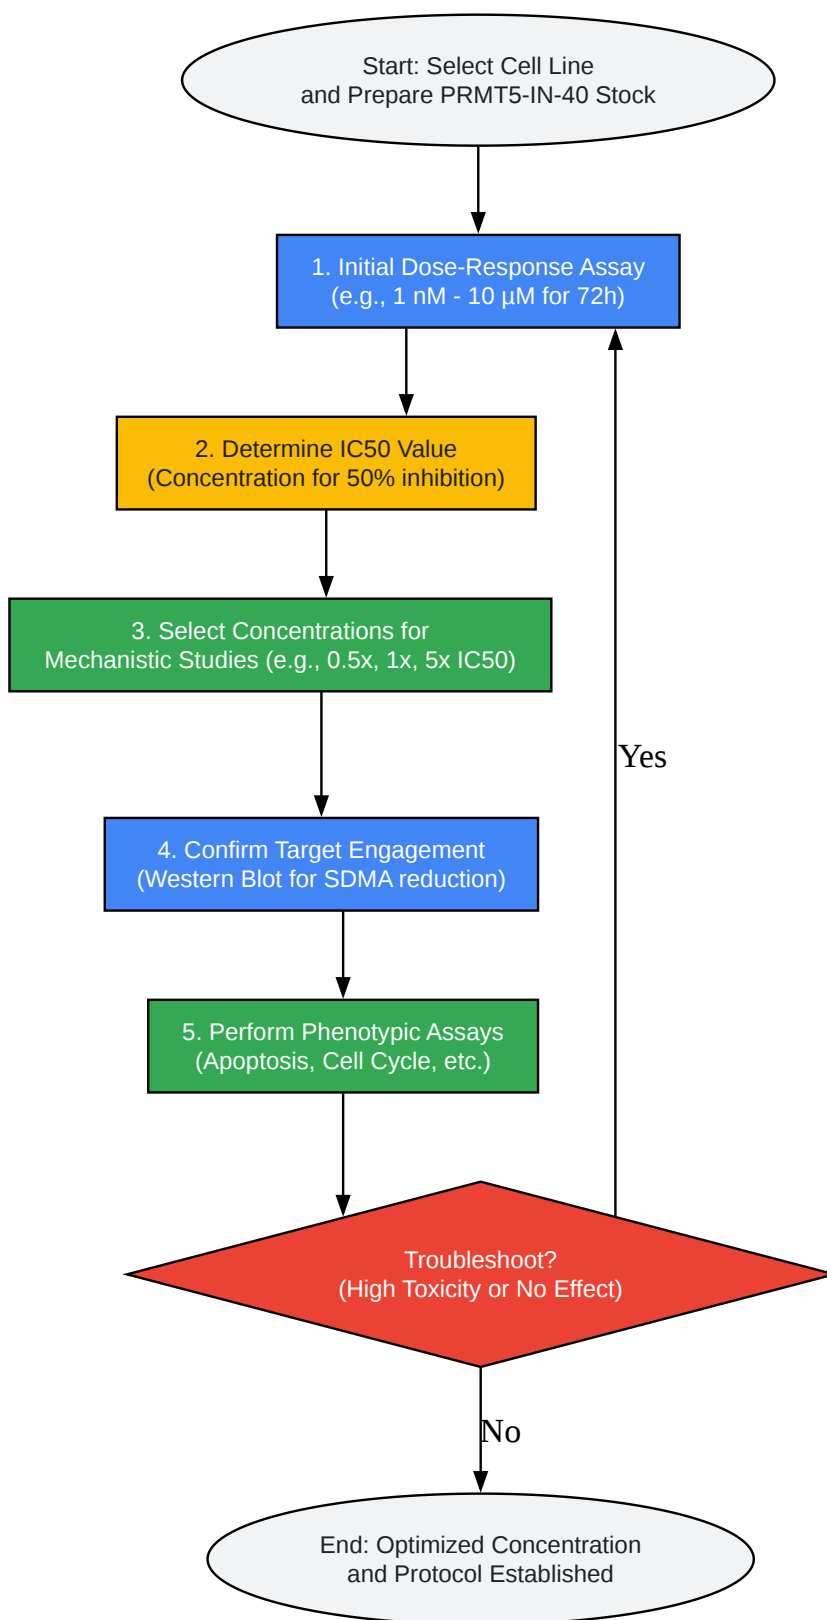 Start: Select Cell Line
and Prepare PRMT5-IN-40 Stock
1. Initial Dose-Response Assay
(e.g., 1 nM - 10 µM for 72h)
2. Determine IC50 Value
(Concentration for 50% inhibition)
3. Select Concentrations for
Mechanistic Studies (e.g., 0.5x, 1x, 5x IC50)
Yes
4. Confirm Target Engagement
(Western Blot for SDMA reduction)
5. Perform Phenotypic Assays
(Apoptosis, Cell Cycle, etc.)
Troubleshoot?
(High Toxicity or No Effect)
No
End: Optimized Concentration
and Protocol Established